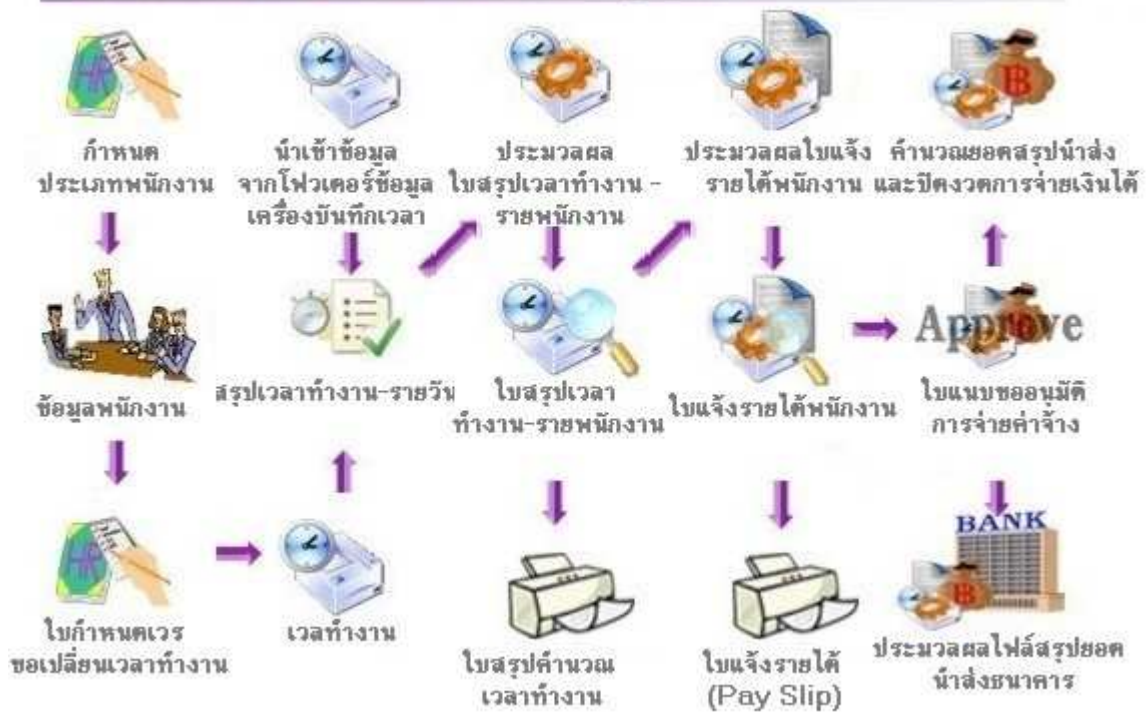 กำหนด
ประเภทพนักงาน
นำเข้าข้อมูล
จากโฟวเดอร์ข้อมูล
เครื่องบันทึกเวลา
ประมวลผล
ใบสรุปเวลาทำงาน -
รายพนักงาน
ประมวลผลใบแจ้ง
รายได้พนักงาน
คำนวณยอดสรุปนำส่ง
และปิดงวดการจ่ายเงินได้
B
ข้อมูลพนักงาน
สรุปเวลาทำงาน-รายวัน
ใบสรุปเวลา
ทำงาน-รายพนักงาน
ใบแจ้งรายได้พนักงาน
Approve
ใบแนบขออนุมัติ
การจ่ายค่าจ้าง
ใบกำหนดเวร
ขอเปลี่ยนเวลาทำงาน
เวลทำงาน
ใบสรุปคำนวณ
เวลาทำงาน
ใบแจ้งรายได้
(Pay Slip)
BANK
B
ประมวลผลไฟล์สรุปยอด
นำส่งธนาคาร